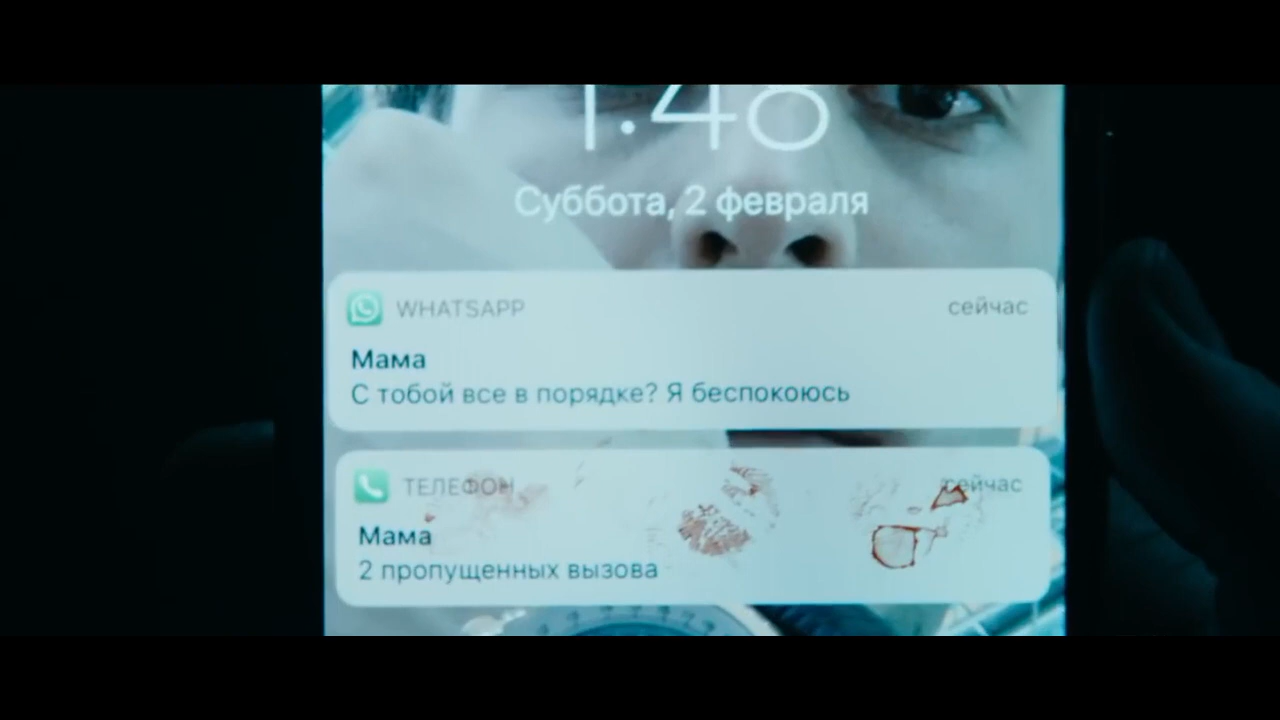 1:48
Суббота, 2 февраля
WHATSAPP
сейчас
Мама
С тобой все в порядке? Я беспокоюсь
ТЕЛЕФОН
сейчас
Мама
2 пропущенных вызова